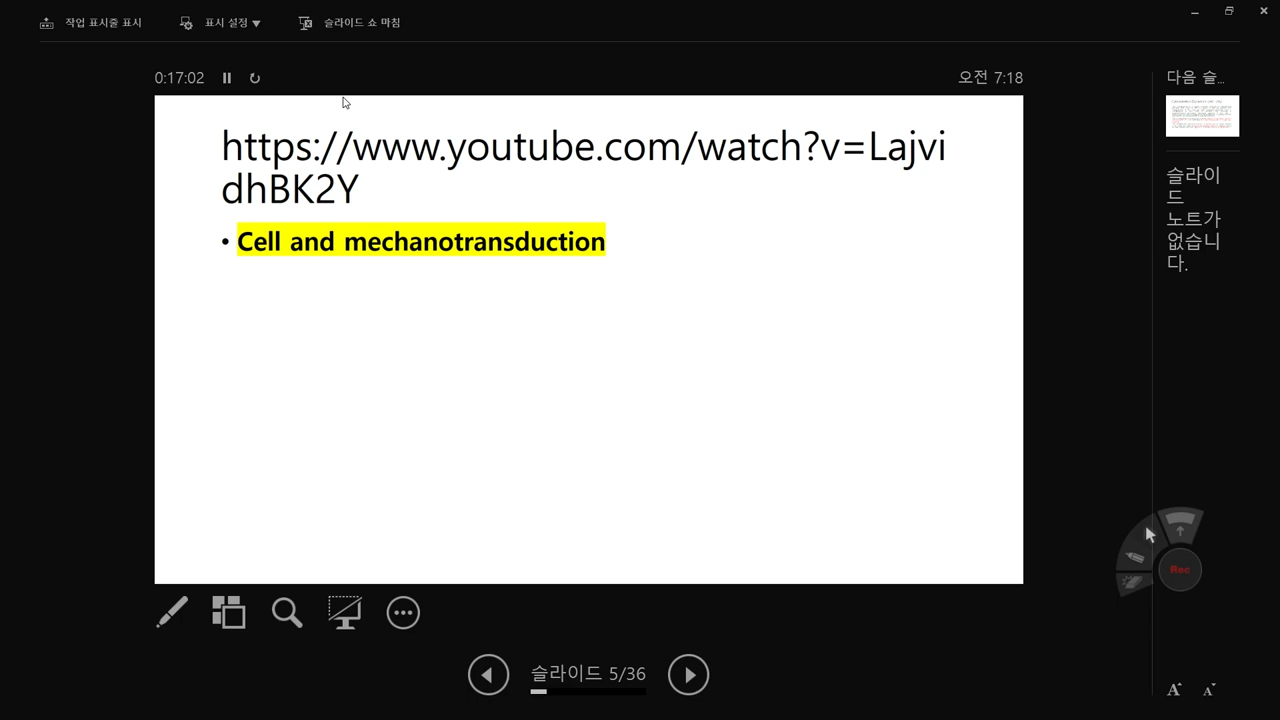 작업 표시줄 표시
표시 설정 ▼
슬라이드 쇼 마침
0:17:02
오전 7:18
다음 슬...
https://www.youtube.com/watch?v=Lajvi
dhBK2Y
• Cell and mechanotransduction
슬라이
드
노트가
없습니
다.
Rec
슬라이드 5/36
A
A